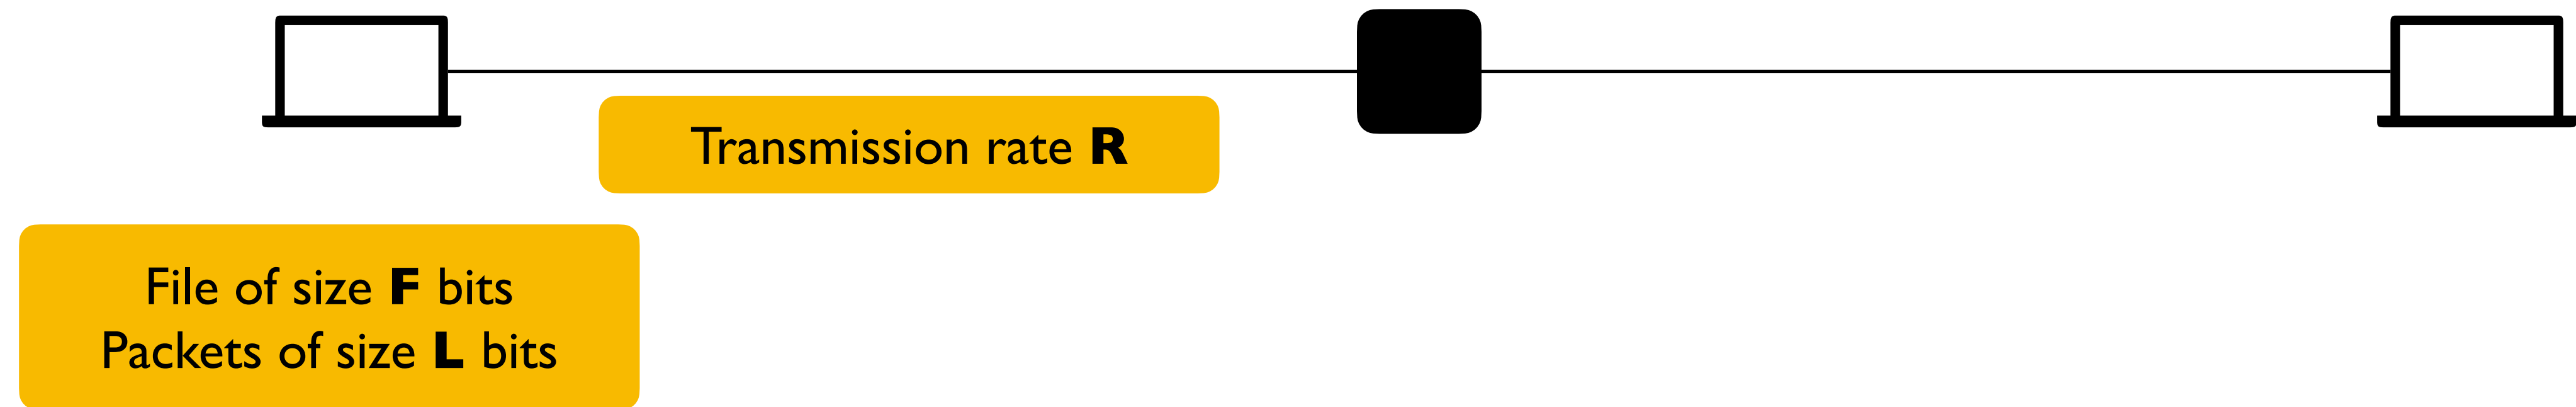 Transmission rate R
File of size F bits
Packets of size L bits